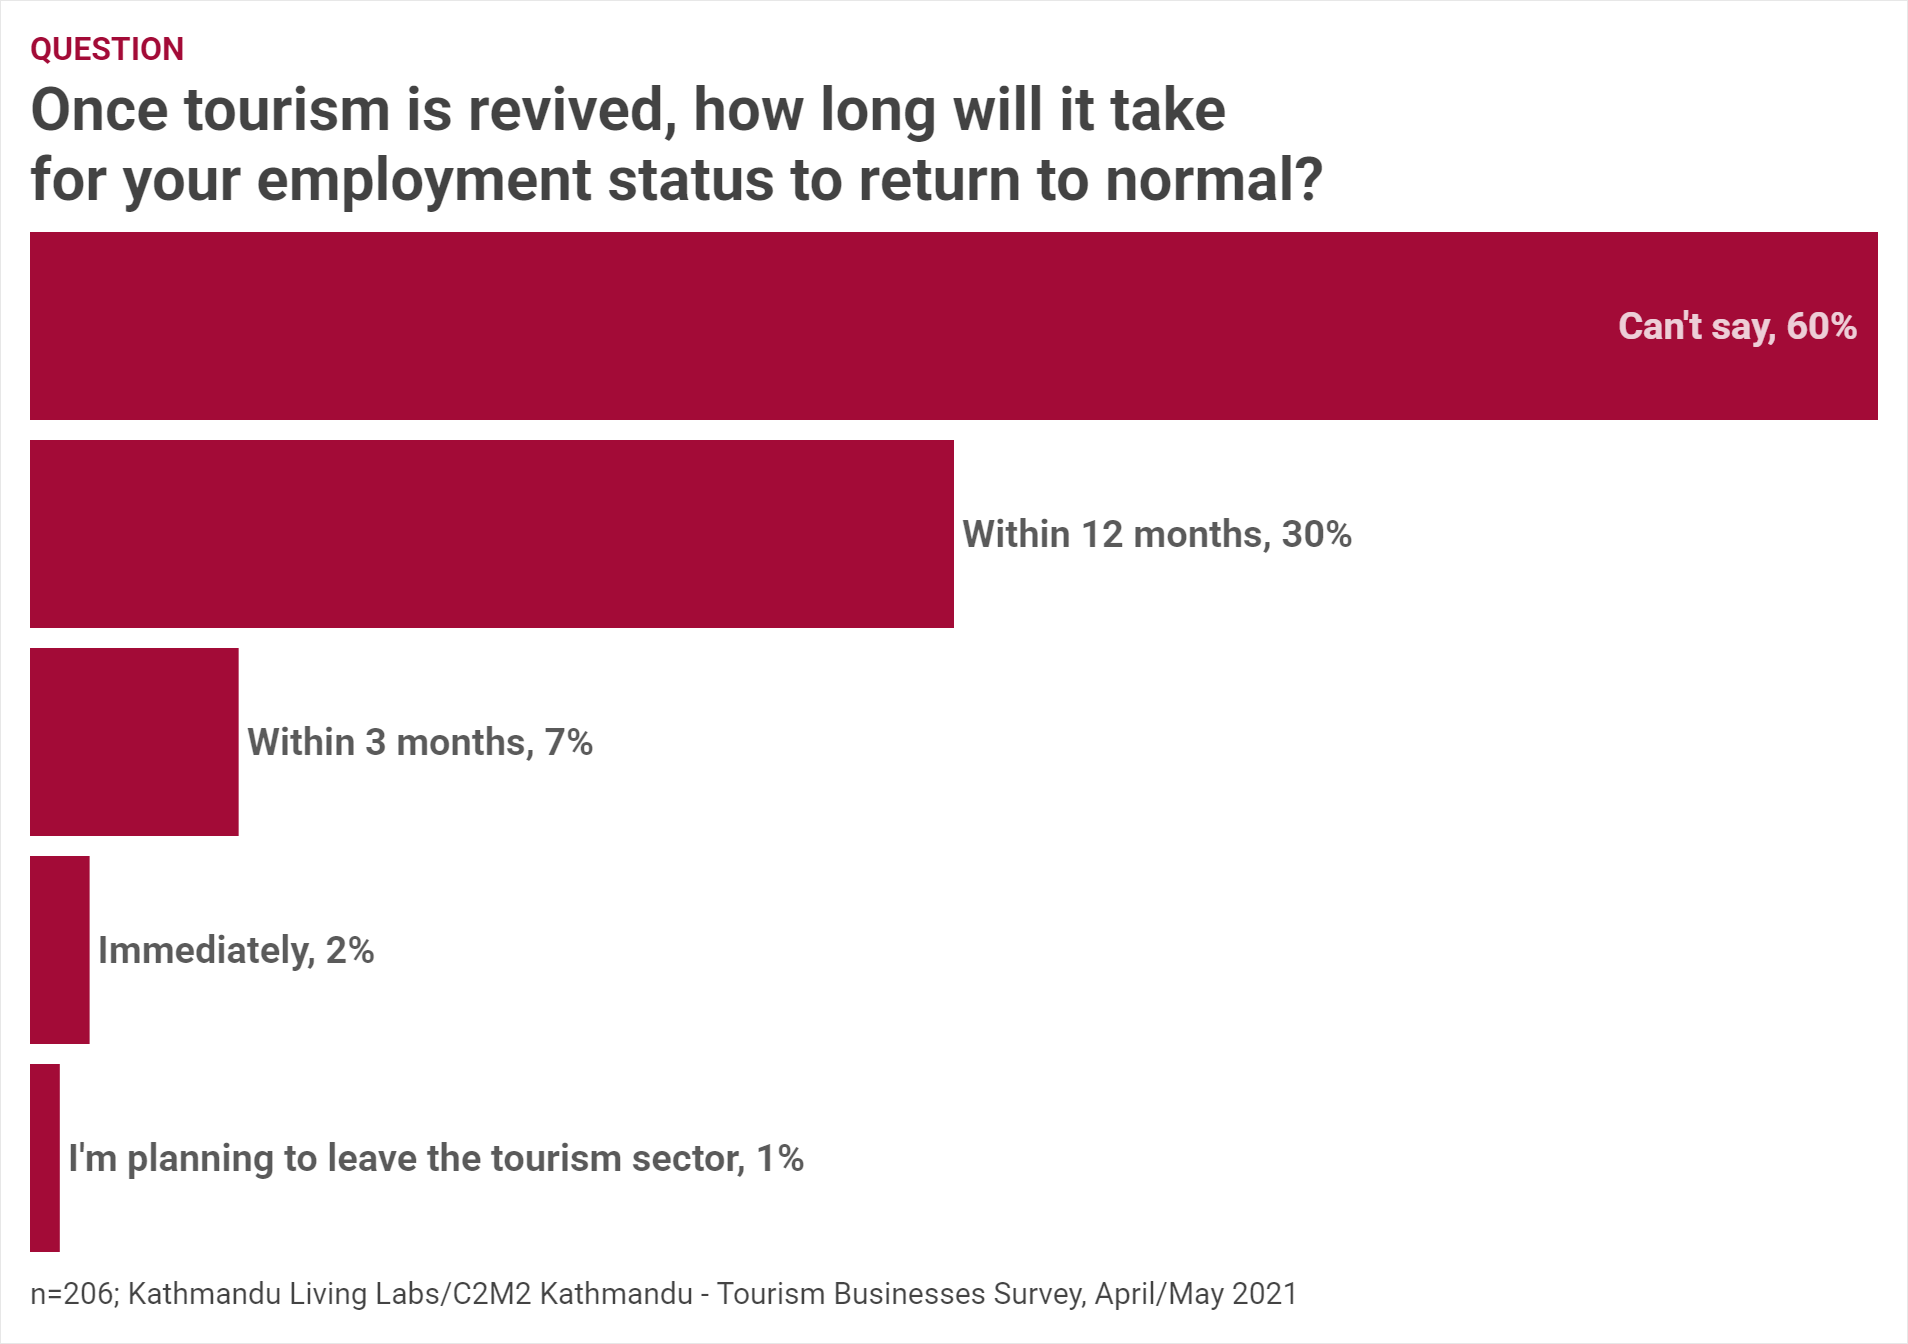 QUESTION
Once tourism is revived, how long will it take
for your employment status to return to normal?
Can't say, 60%
Within 12 months, 30%
Within 3 months, 7%
Immediately, 2%
I'm planning to leave the tourism sector, 1%
n=206; Kathmandu Living Labs/C2M2 Kathmandu - Tourism Businesses Survey, April/May 2021